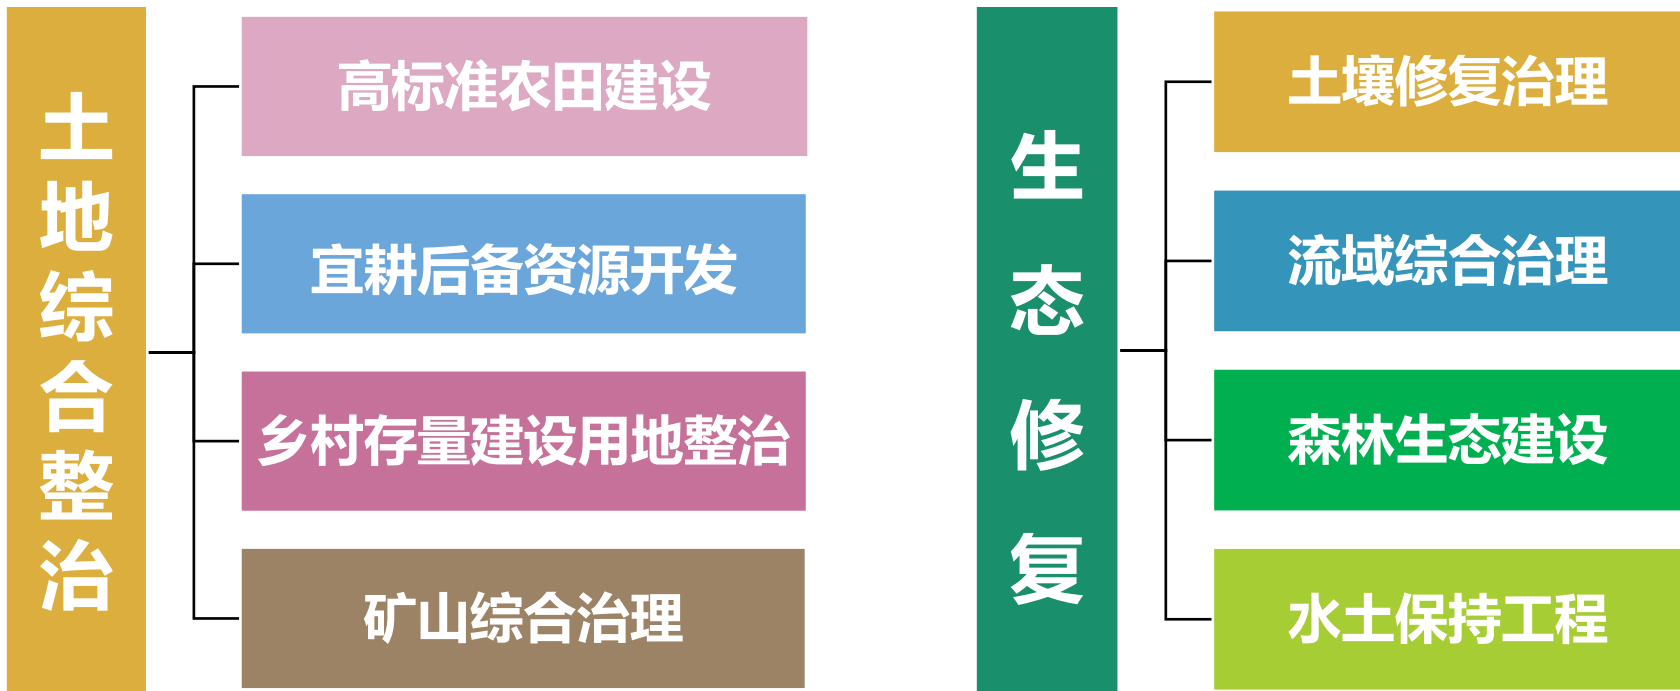 土地综合整治
高标准农田建设
宜耕后备资源开发
乡村存量建设用地整治
矿山综合治理
生态修复
土壤修复治理
流域综合治理
森林生态建设
水土保持工程